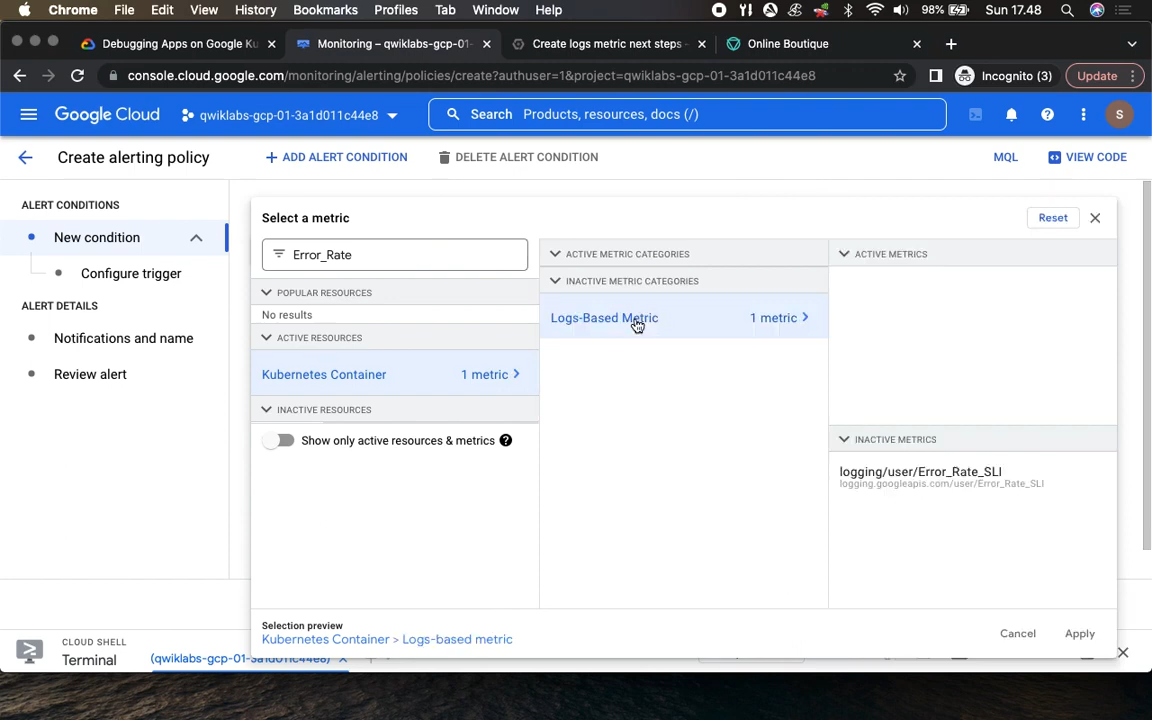 Chrome File Edit View History Bookmarks Profiles Tab Window Help 98% Sun 17.48
Debugging Apps on Google Ku
Monitoring – qwiklabs-gcp-01-
Create logs metric next steps -
Online Boutique
console.cloud.google.com/monitoring/alerting/policies/create?authuser=1&project=qwiklabs-gcp-01-3a1d011c44e8
Incognito (3)
Update
Google Cloud
qwiklabs-gcp-01-3a1d011c44e8
Search Products, resources, docs (/)
S
Create alerting policy
+ ADD ALERT CONDITION
DELETE ALERT CONDITION
MQL
VIEW CODE
ALERT CONDITIONS
New condition
Configure trigger
ALERT DETAILS
Notifications and name
Review alert
Select a metric
Reset
Error_Rate
POPULAR RESOURCES
No results
ACTIVE RESOURCES
Kubernetes Container 1 metric
INACTIVE RESOURCES
Show only active resources & metrics
ACTIVE METRIC CATEGORIES
INACTIVE METRIC CATEGORIES
Logs-Based Metric 1 metric
ACTIVE METRICS
INACTIVE METRICS
logging/user/Error_Rate_SLI
logging.googleapis.com/user/Error_Rate_SLI
Selection preview
Kubernetes Container > Logs-based metric
Cancel
Apply
CLOUD SHELL
Terminal
(qwiklabs-gcp-01-3a1d011c44e8)